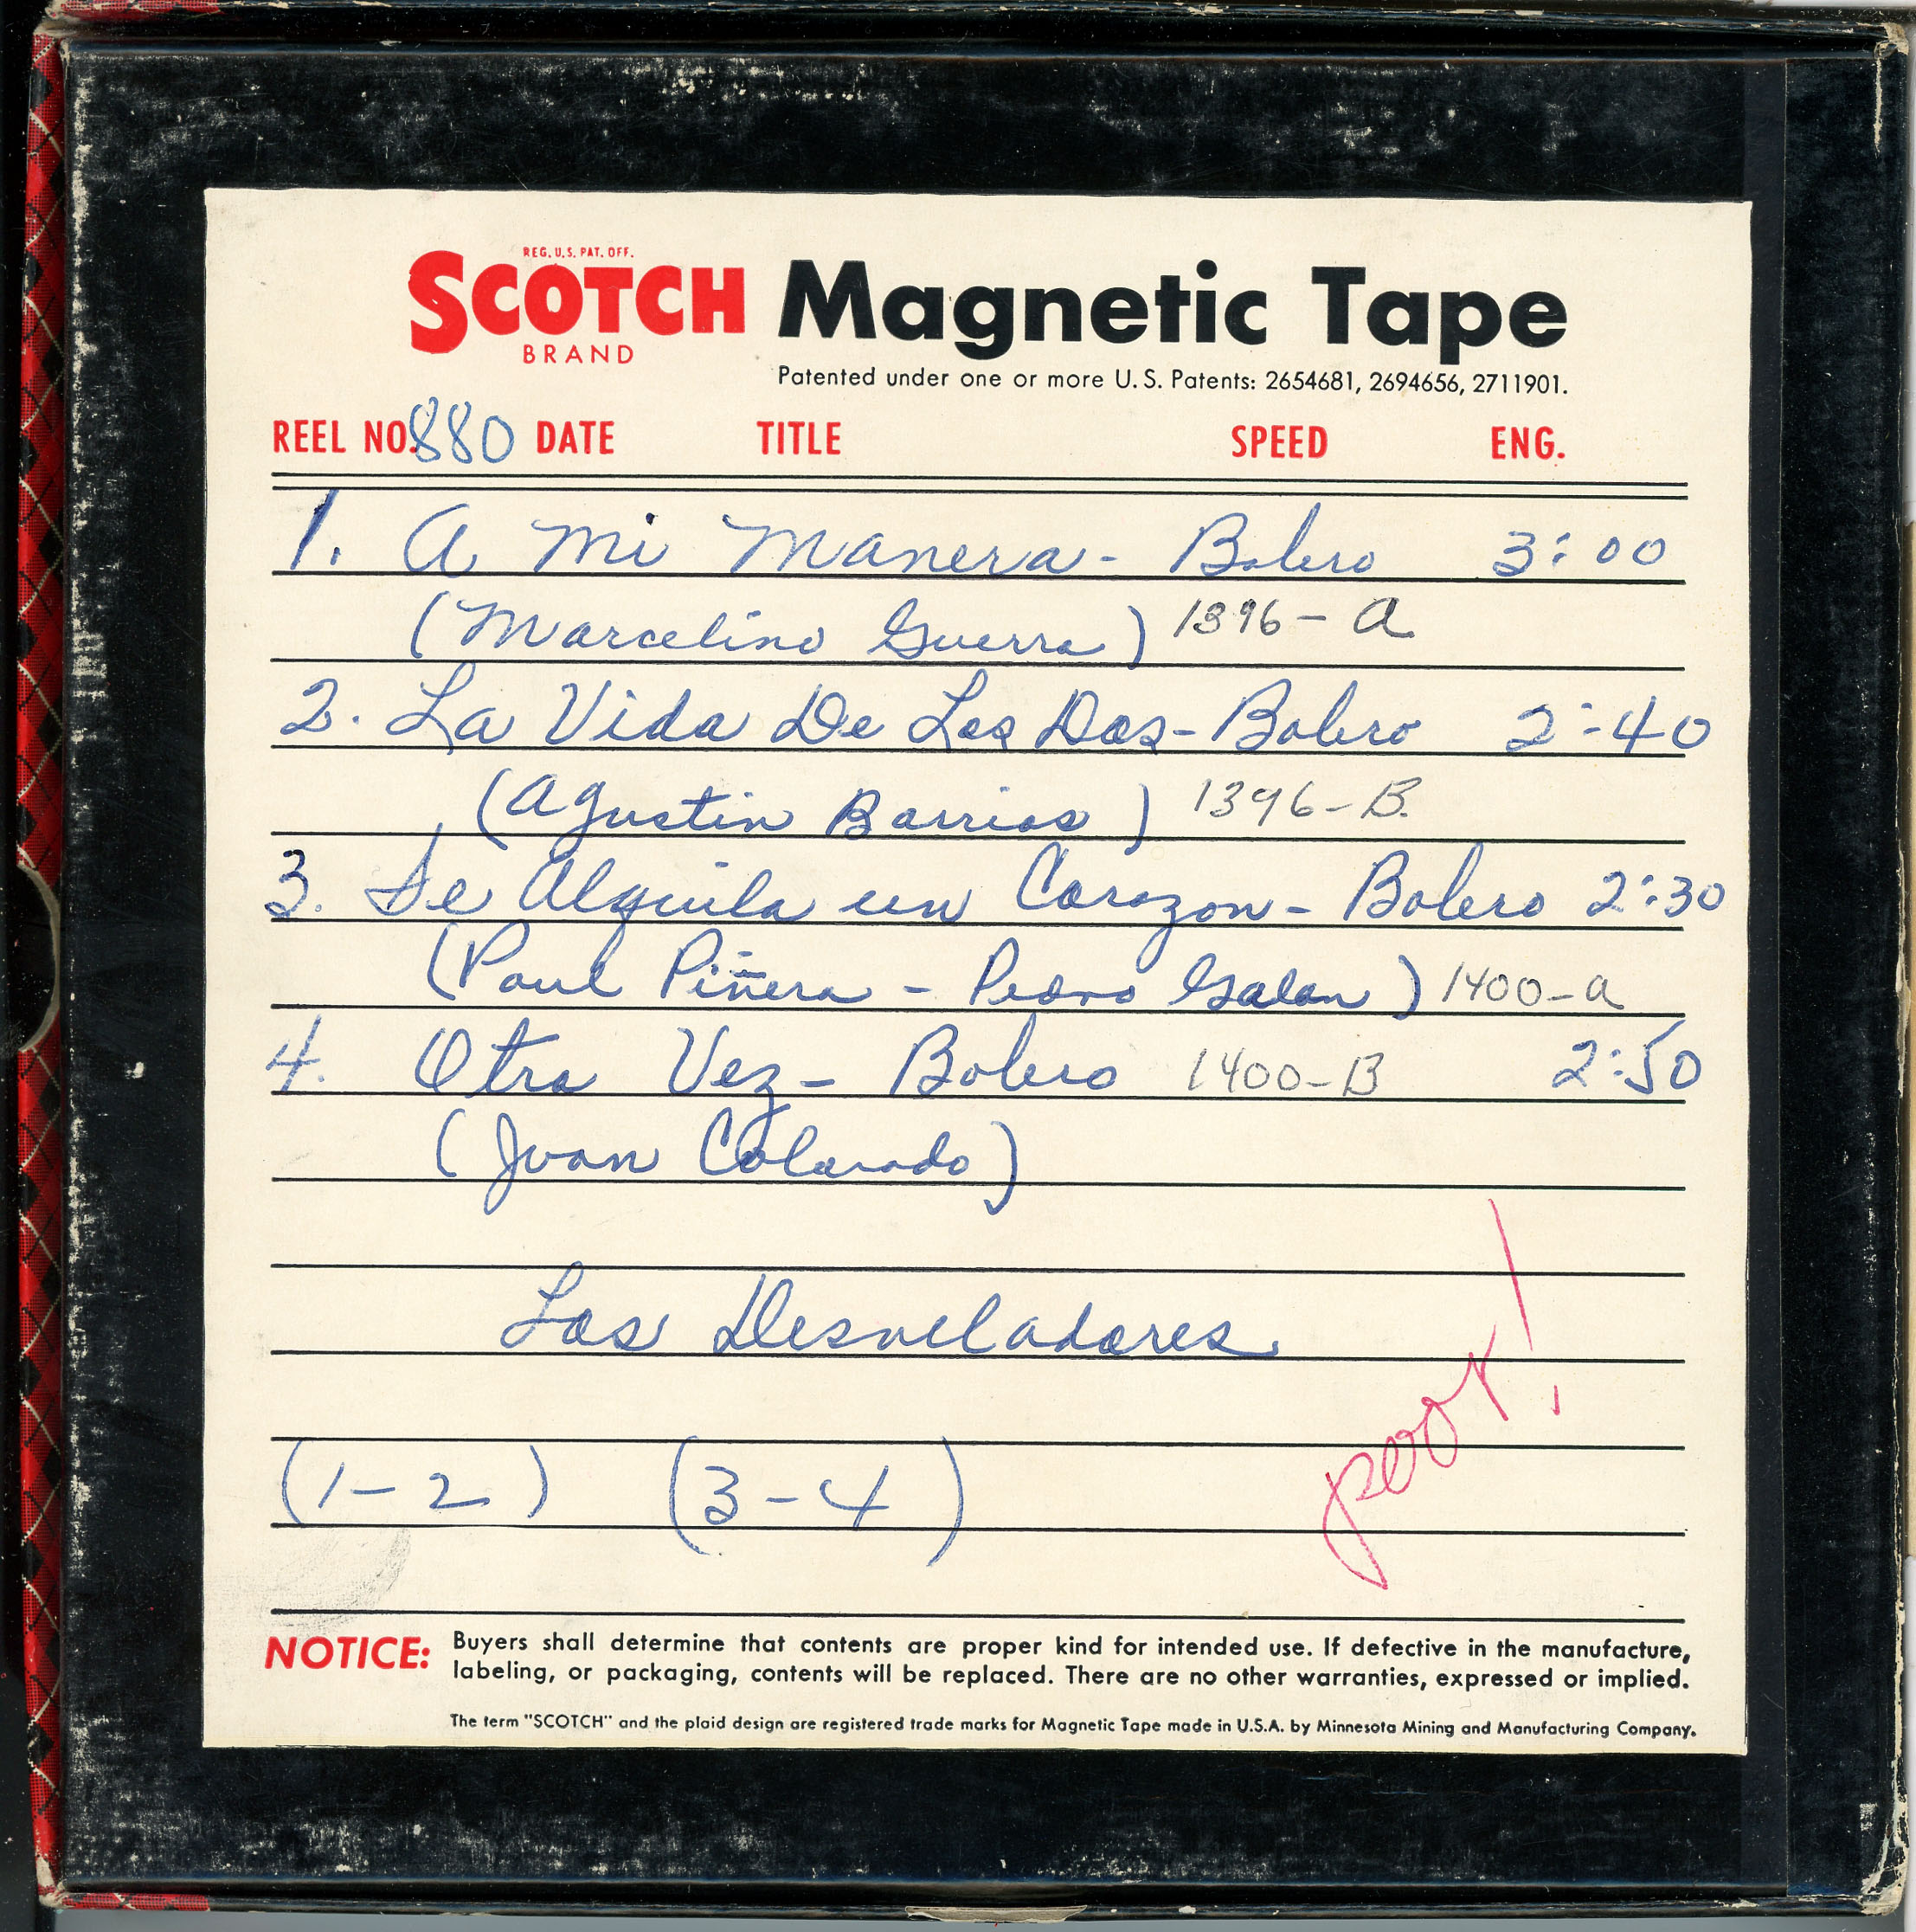 REG. U.S. PAT. OFF.
SCOTCH Magnetic Tape
BRAND
Patented under one or more U.S. Patents: 2654681, 2694656, 2711901.
REEL NO. 880 DATE TITLE SPEED ENG.
1. A Mi Manera - Bolero 3:00
(Marcelino Guerra) 1396-A
2. La Vida De Los Dos - Bolero 2:40
(Agustin Barrios) 1396-B.
3. Se Alquila un Corazon - Bolero 2:30
(Paul Piñera - Pedro Galan) 1400-A
4. Otra Vez - Bolero 1400-B 2:50
(Juan Colorado)
Los Desveladores
poor!
(1-2) (3-4)
NOTICE: Buyers shall determine that contents are proper kind for intended use. If defective in the manufacture,
labeling, or packaging, contents will be replaced. There are no other warranties, expressed or implied.
The term "SCOTCH" and the plaid design are registered trade marks for Magnetic Tape made in U.S.A. by Minnesota Mining and Manufacturing Company.